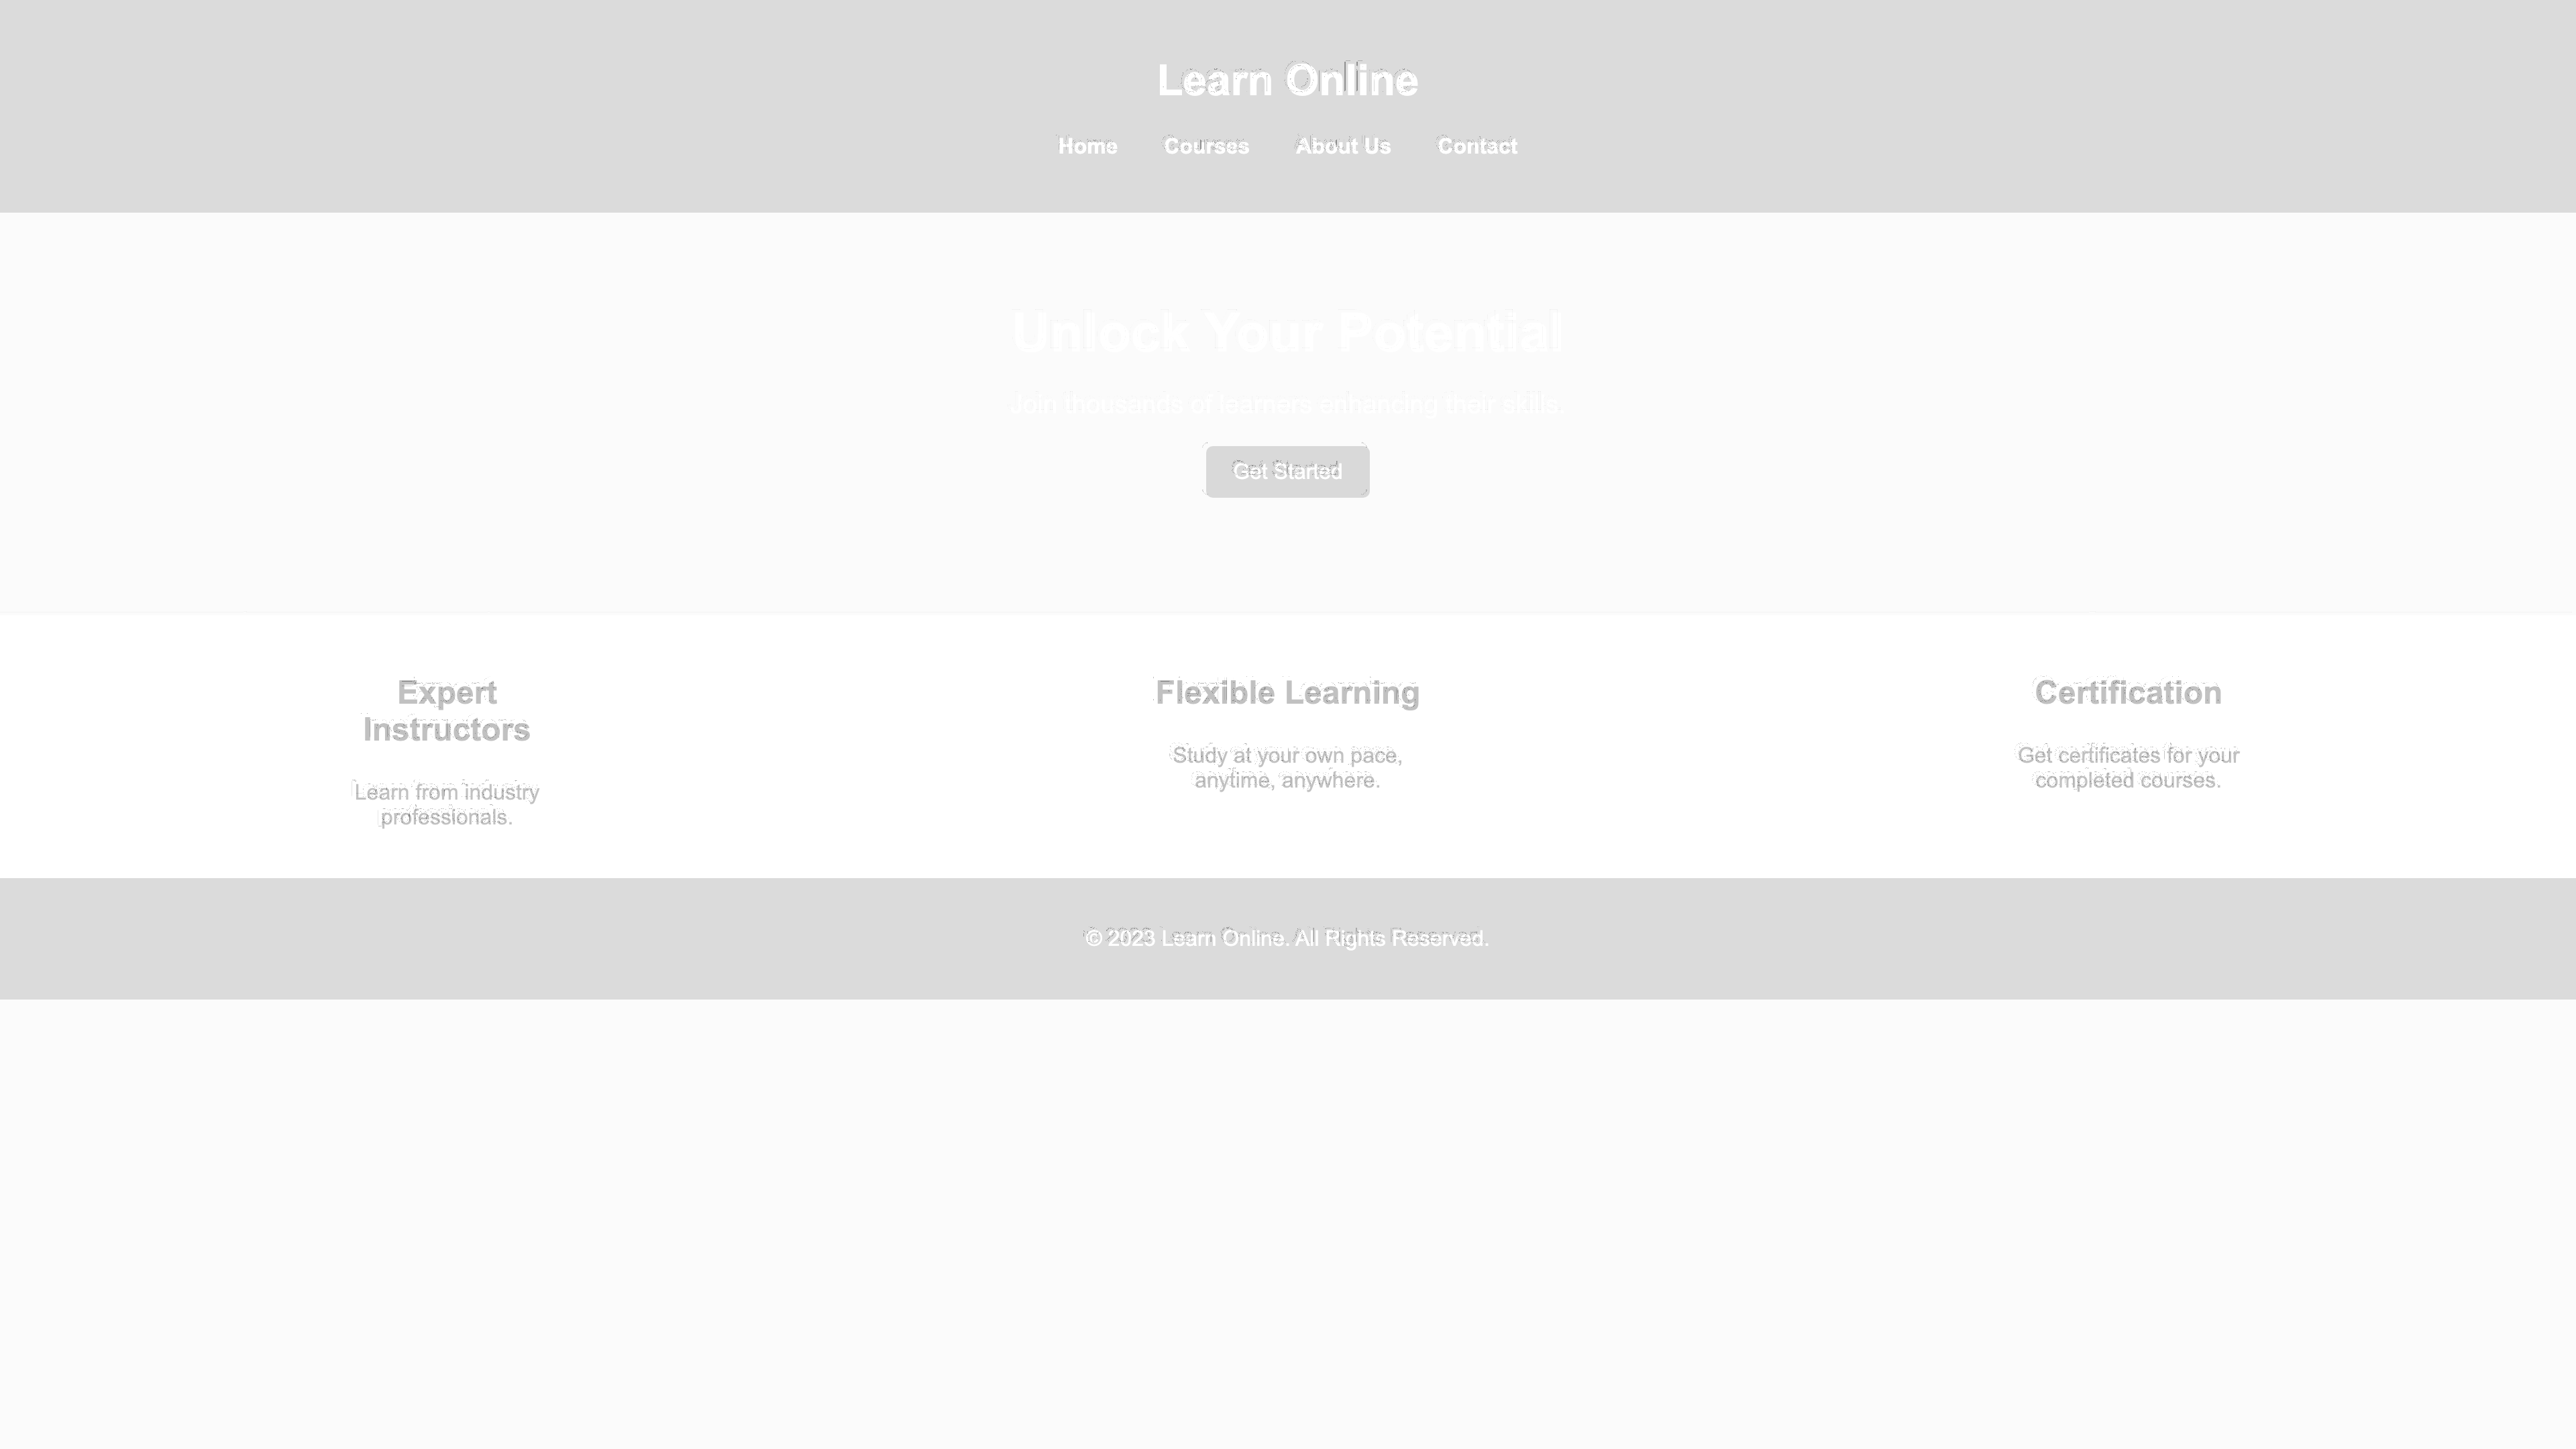 Learn Online
Home Courses About Us Contact
Unlock Your Potential
Join thousands of learners enhancing their skills.
Get Started
Expert
Instructors
Learn from industry
professionals.
Flexible Learning
Study at your own pace,
anytime, anywhere.
Certification
Get certificates for your
completed courses.
© 2023 Learn Online. All Rights Reserved.